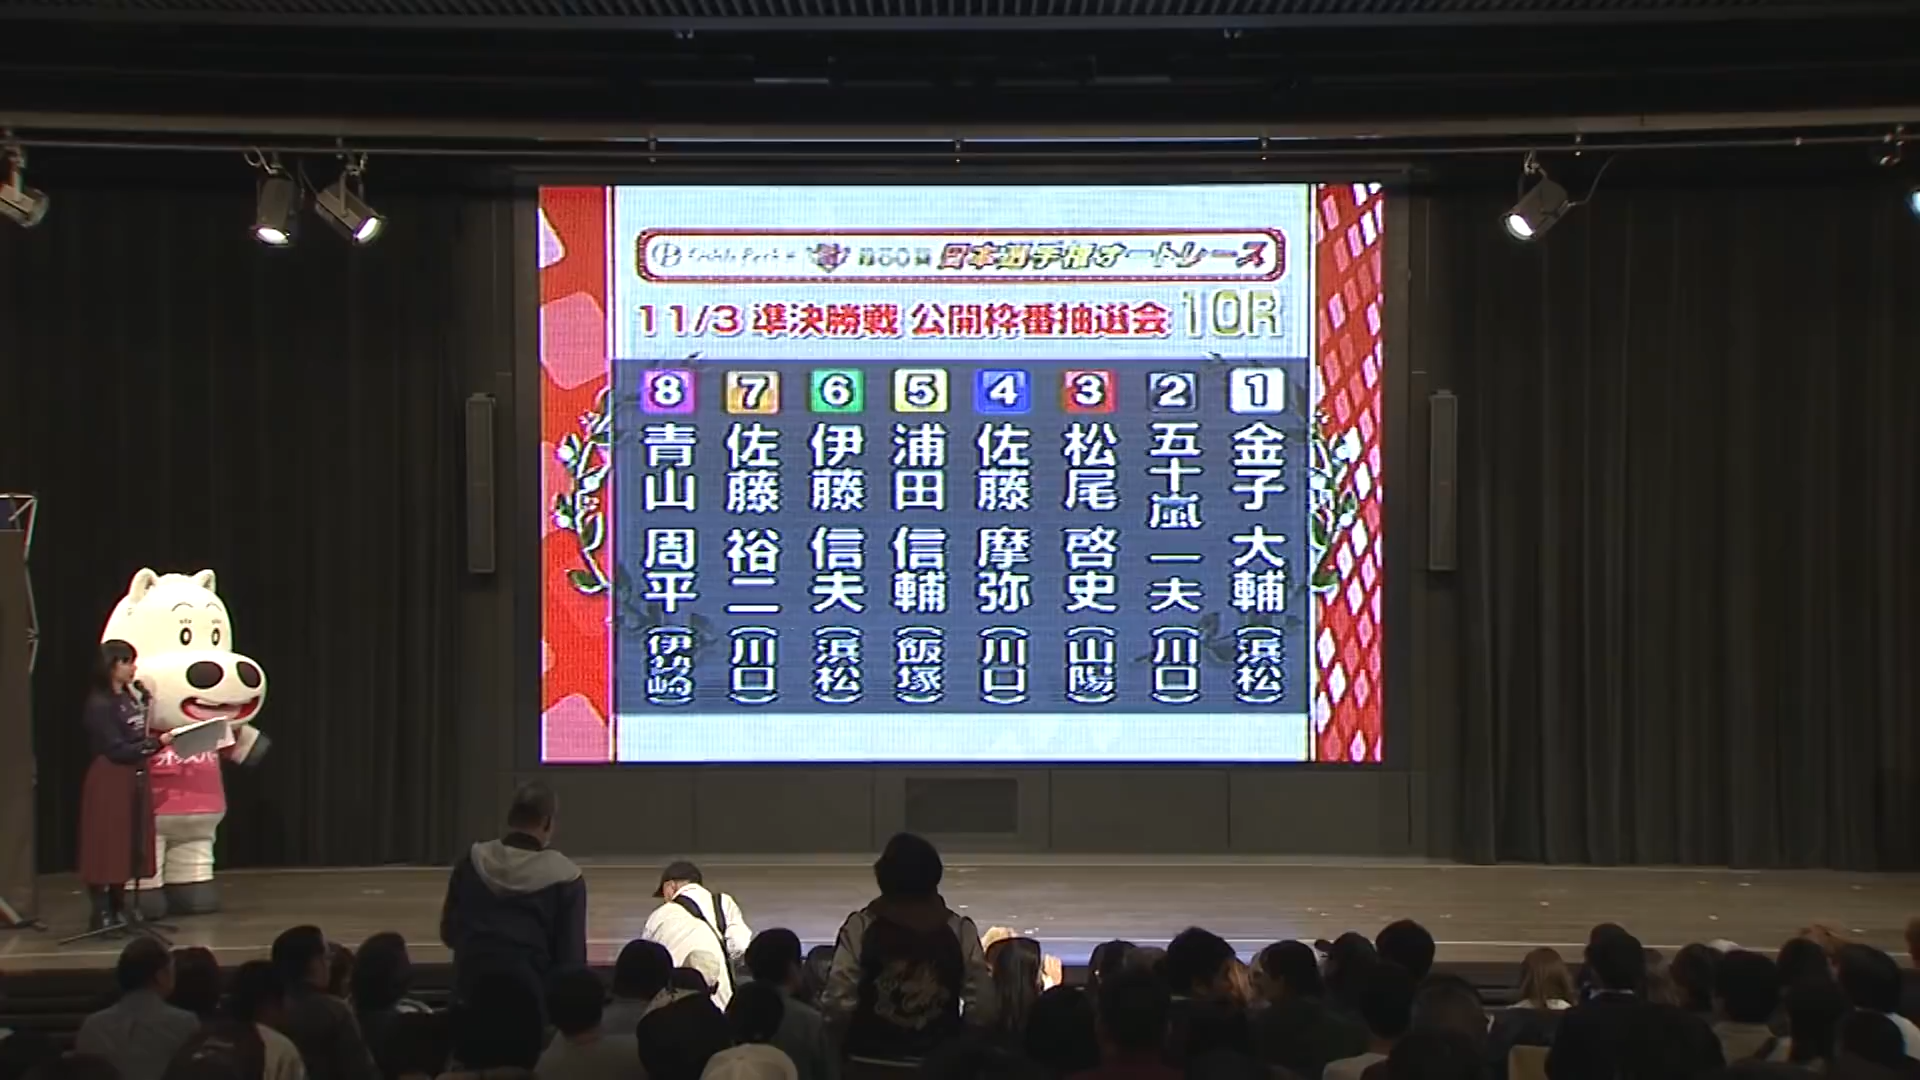 日本選手権オートレース
11/3 準決勝戦 公開枠番抽選会 10R
1 金子 大輔 (浜松)
2 五十嵐 一夫 (川口)
3 松尾 啓史 (山陽)
4 佐藤 摩弥 (川口)
5 浦田 信輔 (飯塚)
6 伊藤 信夫 (浜松)
7 佐藤 裕二 (川口)
8 青山 周平 (伊勢崎)